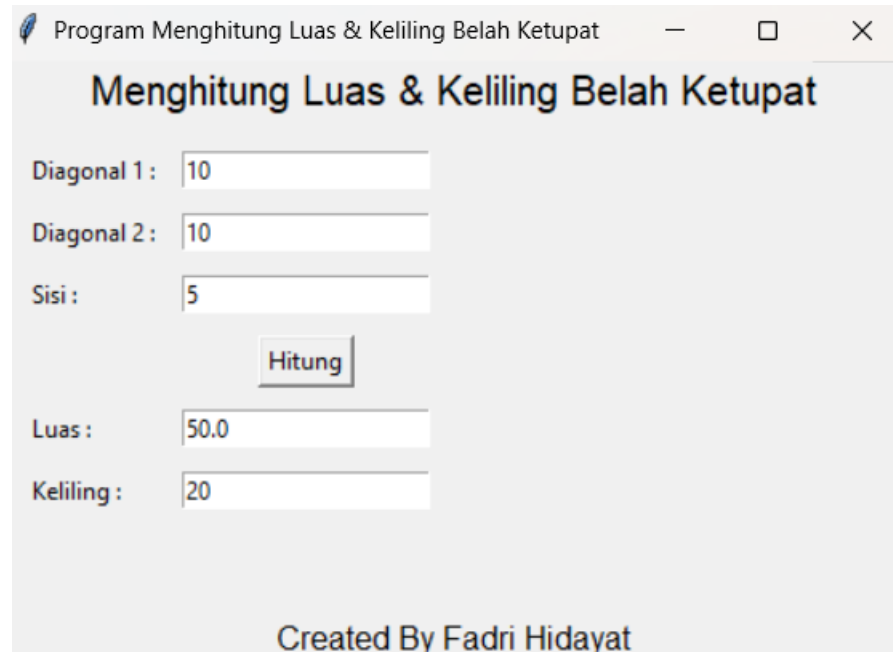 Program Menghitung Luas & Keliling Belah Ketupat
Menghitung Luas & Keliling Belah Ketupat
Diagonal 1 : 10
Diagonal 2 : 10
Sisi : 5
Hitung
Luas : 50.0
Keliling : 20
Created By Fadri Hidayat